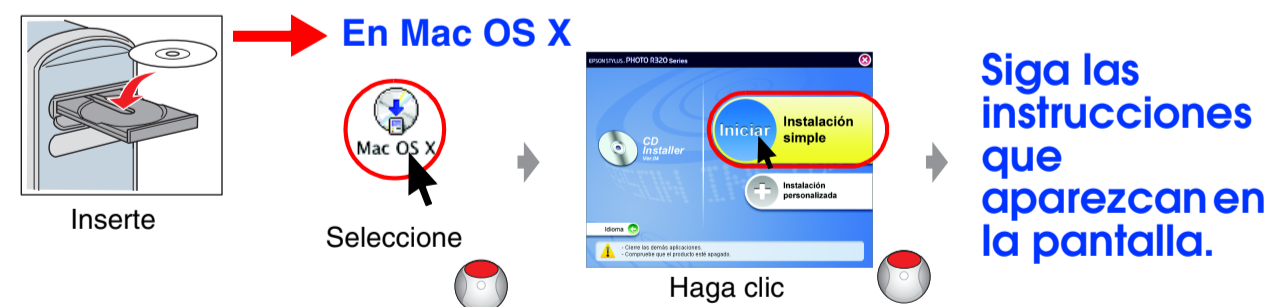 En Mac OS X
Inserte
Mac OS X
Seleccione
EPSON STYLUS. PHOTO R320 Series
CD
Installer
Ver.04
Iniciar
Instalación
simple
Instalación
personalizada
Idioma
- Cierre las demás aplicaciones.
- Compruebe que el producto esté apagado.
Haga clic
Siga las
instrucciones
que
aparezcan en
la pantalla.